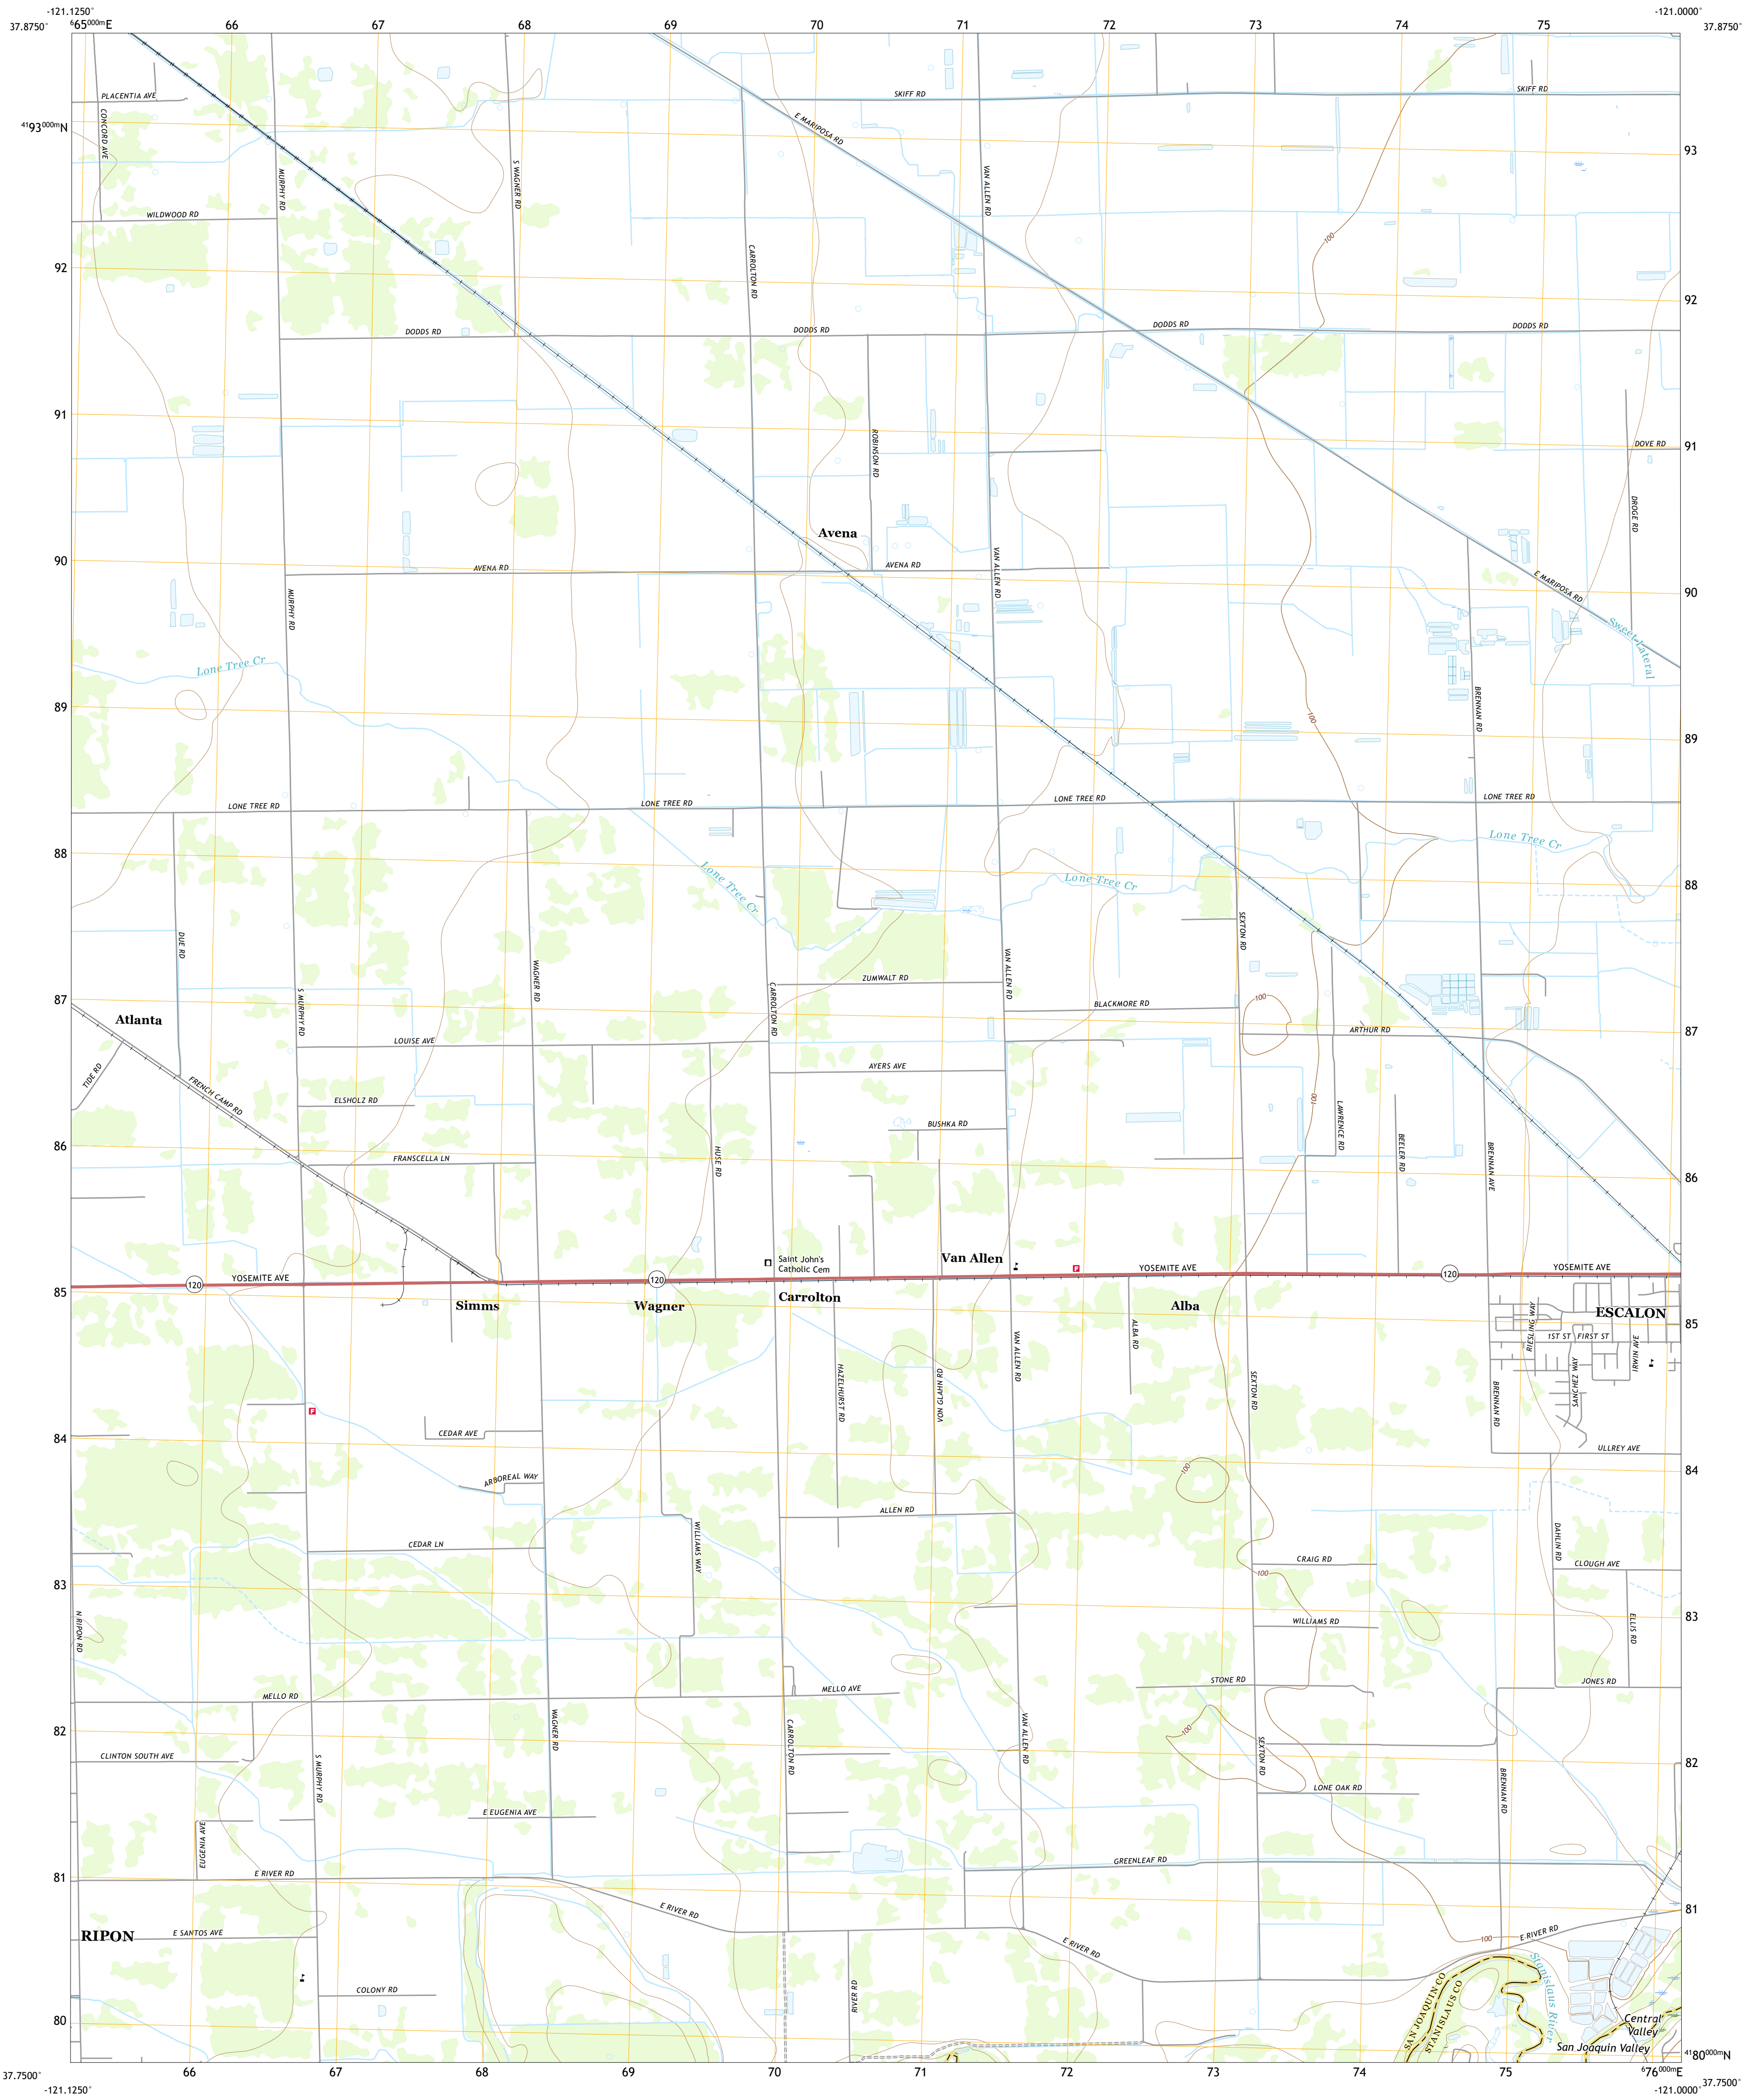 -121.1250°
-121.0000°
37.8750°
⁶65⁰⁰⁰ᵐE
66
67
68
69
70
71
72
73
74
75
37.8750°
SKIFF RD
SKIFF RD
PLACENTIA AVE
CONCORD AVE
E MARIPOSA RD
⁴¹93⁰⁰⁰ᵐN
93
MURPHY RD
S WAGNER RD
VAN ALLEN RD
WILDWOOD RD
100
CARROLTON RD
92
92
DODDS RD
DODDS RD
DODDS RD
DODDS RD
91
91
ROBINSON RD
DOVE RD
DROGE RD
Avena
90
AVENA RD
AVENA RD
VAN ALLEN RD
E MARIPOSA RD
90
MURPHY RD
Sweet Lateral
Lone Tree Cr
BRENNAN RD
89
100
89
LONE TREE RD
LONE TREE RD
LONE TREE RD
LONE TREE RD
88
Lone Tree Cr
Lone Tree Cr
Lone Tree Cr
88
DUE RD
SEXTON RD
WAGNER RD
VAN ALLEN RD
ZUMWALT RD
87
S MURPHY RD
CARROLTON RD
BLACKMORE RD
100
Atlanta
ARTHUR RD
87
LOUISE AVE
AYERS AVE
TIDE RD
FRENCH CAMP RD
ELSHOLZ RD
100
LAWRENCE RD
BUSHKA RD
86
FRANSCELLA LN
HUSE RD
BEELER RD
BRENNAN AVE
86
Saint John's
Catholic Cem
Van Allen
120
YOSEMITE AVE
120
YOSEMITE AVE
120
YOSEMITE AVE
85
Simms
Wagner
Carrolton
Alba
ESCALON
85
RIESLING WAY
1ST ST
FIRST ST
IRWIN AVE
SANCHEZ WAY
ALBA RD
VAN ALLEN RD
HAZELHURST RD
VON GLAHN RD
SEXTON RD
BRENNAN RD
84
CEDAR AVE
ULLREY AVE
84
ARBOREAL WAY
100
ALLEN RD
WILLIAMS WAY
CEDAR LN
DAHLIN RD
CRAIG RD
CLOUGH AVE
83
100
83
N RIPON RD
WILLIAMS RD
ELLIS RD
STONE RD
JONES RD
MELLO RD
MELLO AVE
82
WAGNER RD
CARROLTON RD
VAN ALLEN RD
100
SEXTON RD
82
CLINTON SOUTH AVE
S MURPHY RD
BRENNAN RD
LONE OAK RD
E EUGENIA AVE
EUGENIA AVE
81
E RIVER RD
GREENLEAF RD
E RIVER RD
81
RIPON
E SANTOS AVE
E RIVER RD
100
E RIVER RD
COLONY RD
RIVER RD
SAN JOAQUIN CO
STANISLAUS CO
Stanislaus River
80
Central
Valley
San Joaquin Valley
⁴¹80⁰⁰⁰ᵐN
37.7500°
66
67
68
69
70
71
72
73
74
75
⁶76⁰⁰⁰ᵐE
37.7500°
-121.1250°
-121.0000°